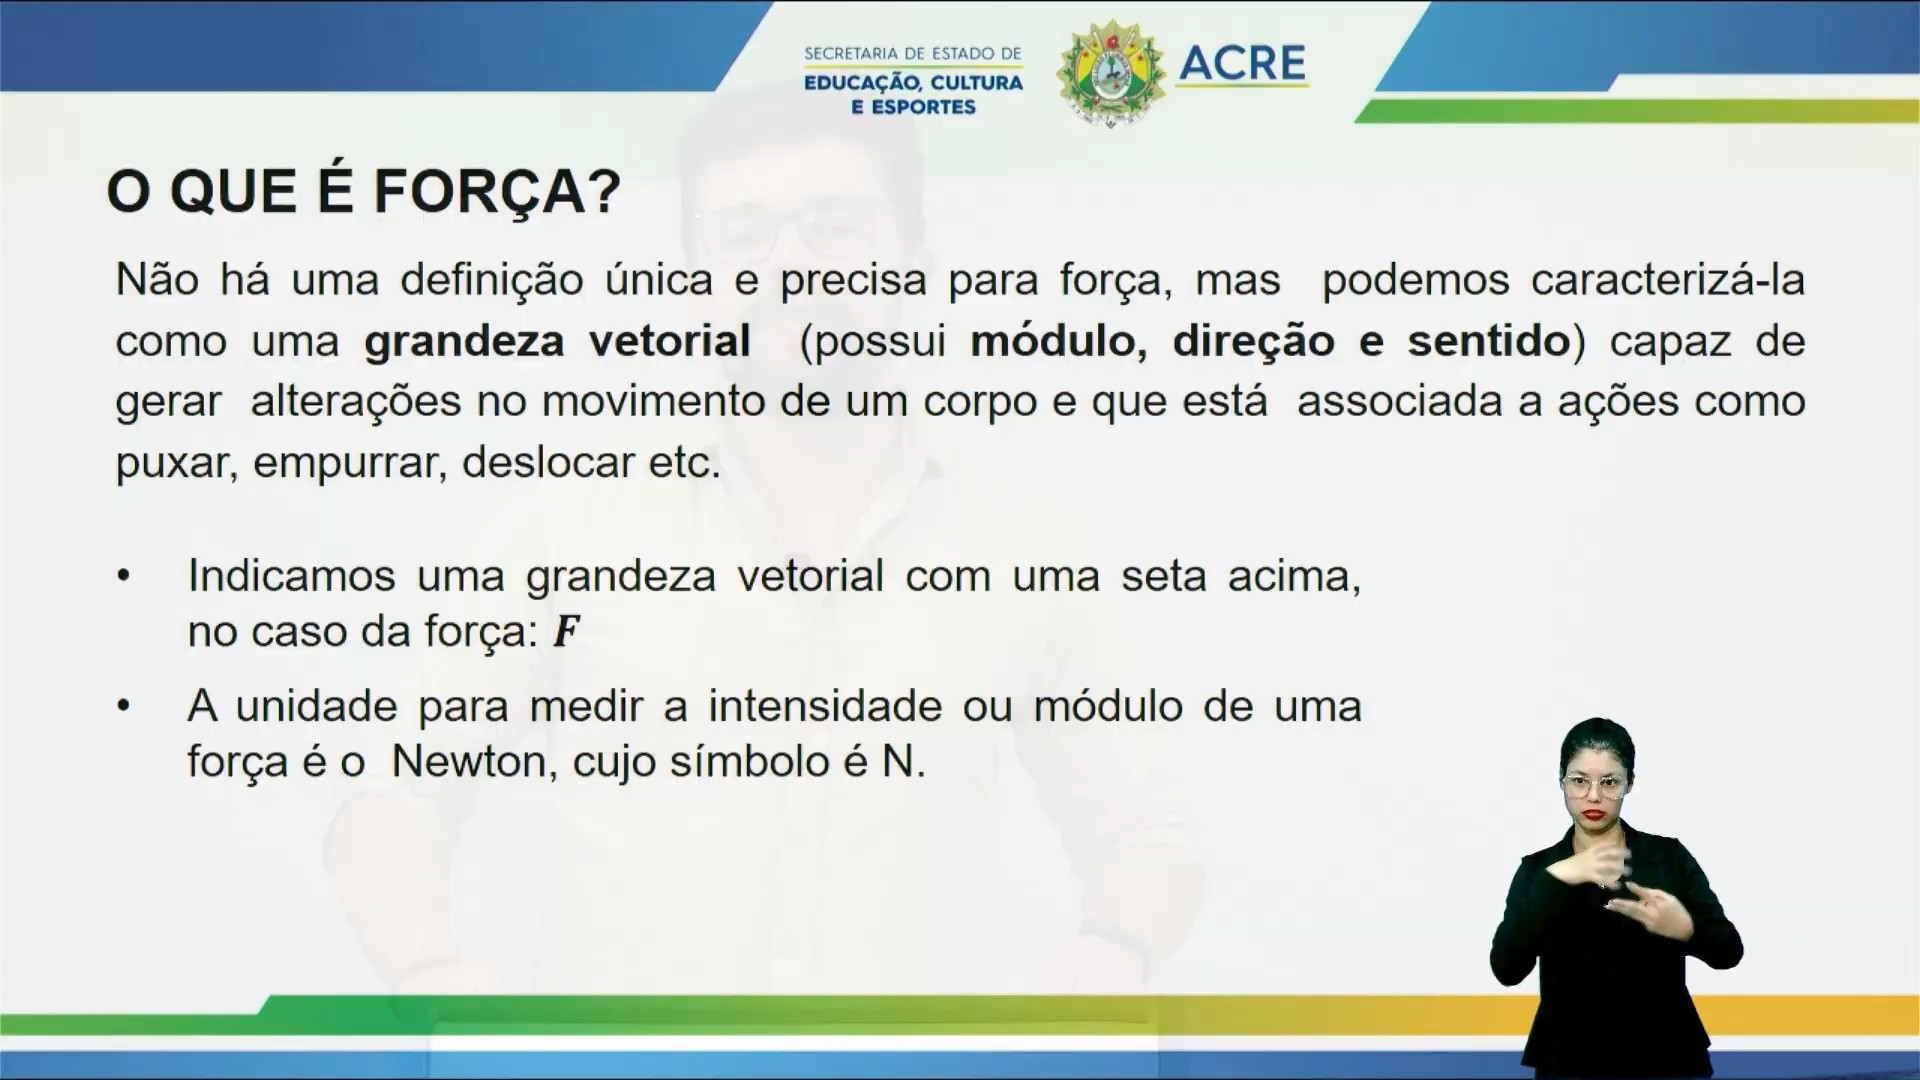 SECRETARIA DE ESTADO DE
EDUCAÇÃO, CULTURA
E ESPORTES
ACRE
O QUE É FORÇA?
Não há uma definição única e precisa para força, mas podemos caracterizá-la
como uma grandeza vetorial (possui módulo, direção e sentido) capaz de
gerar alterações no movimento de um corpo e que está associada a ações como
puxar, empurrar, deslocar etc.
• Indicamos uma grandeza vetorial com uma seta acima,
no caso da força: F
• A unidade para medir a intensidade ou módulo de uma
força é o Newton, cujo símbolo é N.